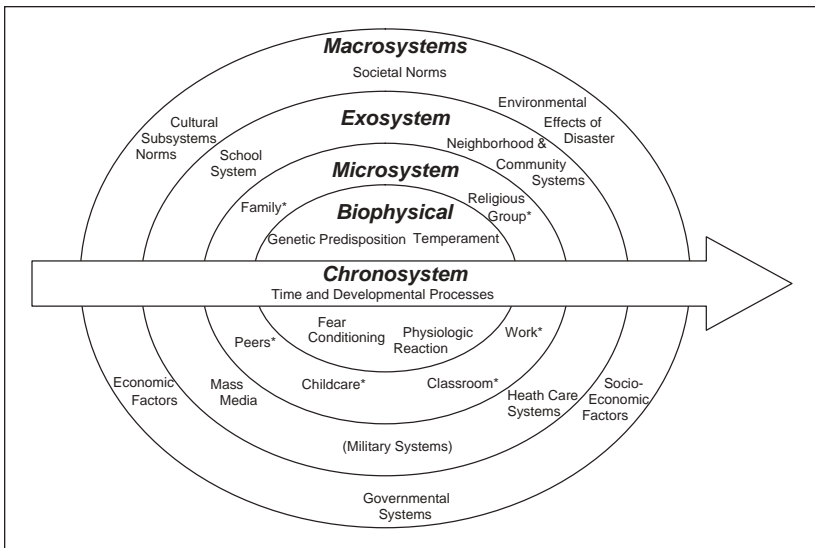 Macrosystems
Societal Norms
Environmental
Effects of
Disaster
Cultural
Subsystems
Norms
Exosystem
School
System
Neighborhood &
Community
Systems
Microsystem
Family*
Religious
Group*
Biophysical
Genetic Predisposition
Temperament
Chronosystem
Time and Developmental Processes
Fear
Conditioning
Physiologic
Reaction
Peers*
Work*
Childcare*
Classroom*
Economic
Factors
Mass
Media
Heath Care
Systems
Socio-
Economic
Factors
(Military Systems)
Governmental
Systems